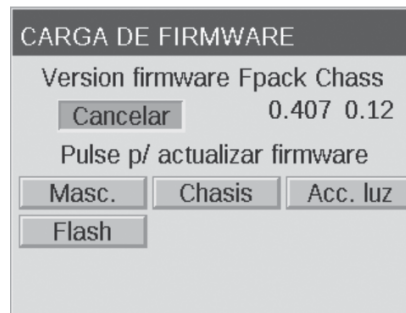 CARGA DE FIRMWARE
Version firmware Fpack Chass
Cancelar 0.407 0.12
Pulse p/ actualizar firmware
Masc. Chasis Acc. luz
Flash